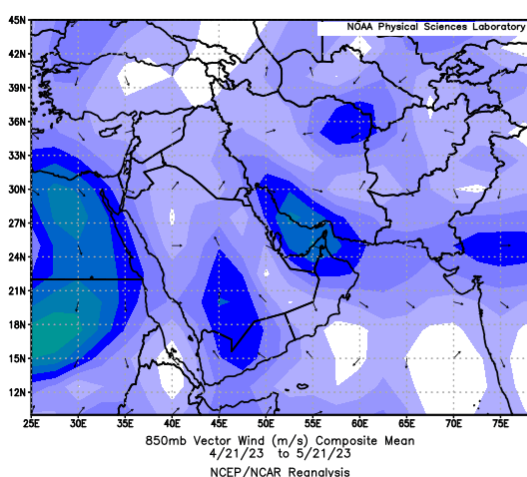 NOAA Physical Sciences Laboratory
45N
42N
39N
36N
33N
30N
27N
24N
21N
18N
15N
12N
25E 30E 35E 40E 45E 50E 55E 60E 65E 70E 75E
850mb Vector Wind (m/s) Composite Mean
4/21/23 to 5/21/23
NCEP/NCAR Reanalysis